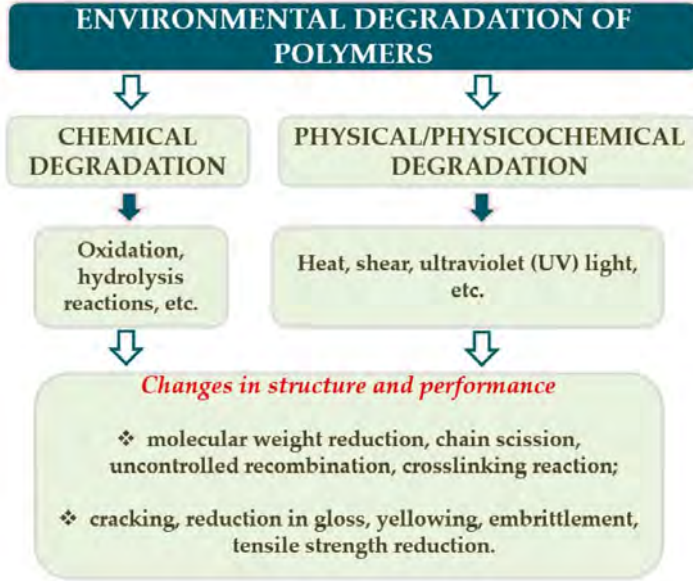 ENVIRONMENTAL DEGRADATION OF
POLYMERS
CHEMICAL
DEGRADATION
PHYSICAL/PHYSICOCHEMICAL
DEGRADATION
Oxidation,
hydrolysis
reactions, etc.
Heat, shear, ultraviolet (UV) light,
etc.
Changes in structure and performance
❖ molecular weight reduction, chain scission,
uncontrolled recombination, crosslinking reaction;
❖ cracking, reduction in gloss, yellowing, embrittlement,
tensile strength reduction.